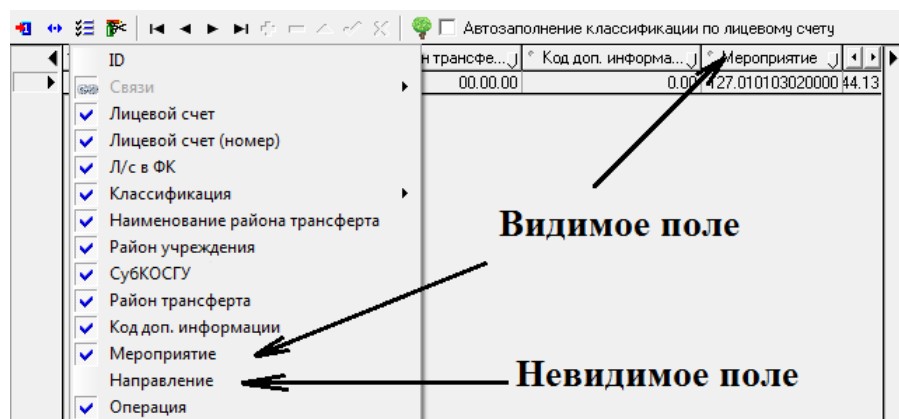 Автозаполнение классификации по лицевому счету
н трансфе... Код доп. информа... Мероприятие
00.00.00 0.00 127.010103020000 44.13
ID
Связи
Лицевой счет
Лицевой счет (номер)
Л/с в ФК
Классификация
Наименование района трансферта
Район учреждения
СубКОСГУ
Район трансферта
Код доп. информации
Мероприятие
Направление
Операция
Видимое поле
Невидимое поле